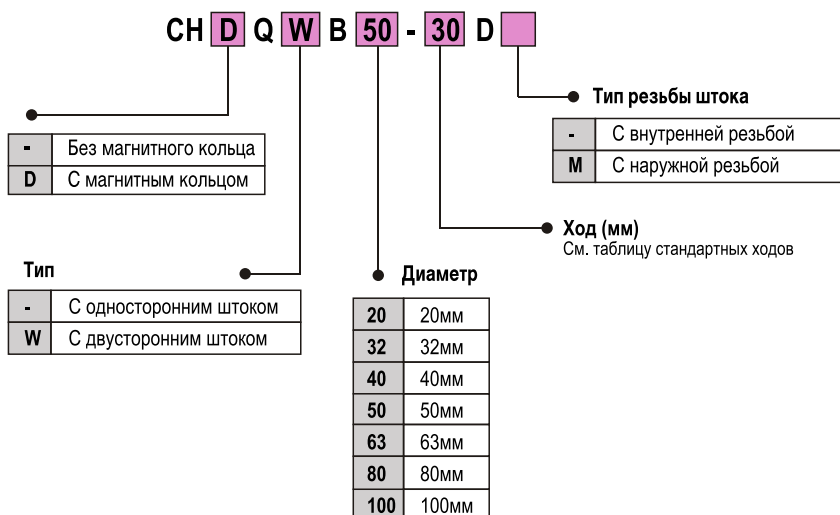 CH D Q W B 50 - 30 D
Тип резьбы штока
- С внутренней резьбой
M С наружной резьбой
- Без магнитного кольца
D С магнитным кольцом
Ход (мм)
См. таблицу стандартных ходов
Тип
- С односторонним штоком
W С двусторонним штоком
Диаметр
20 20мм
32 32мм
40 40мм
50 50мм
63 63мм
80 80мм
100 100мм